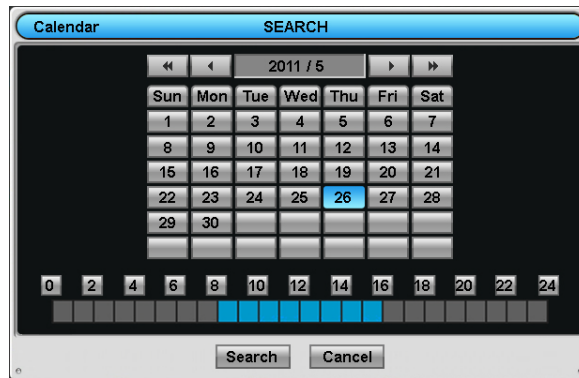 Calendar SEARCH
2011 / 5
Sun Mon Tue Wed Thu Fri Sat
1 2 3 4 5 6 7
8 9 10 11 12 13 14
15 16 17 18 19 20 21
22 23 24 25 26 27 28
29 30
0 2 4 6 8 10 12 14 16 18 20 22 24
Search Cancel